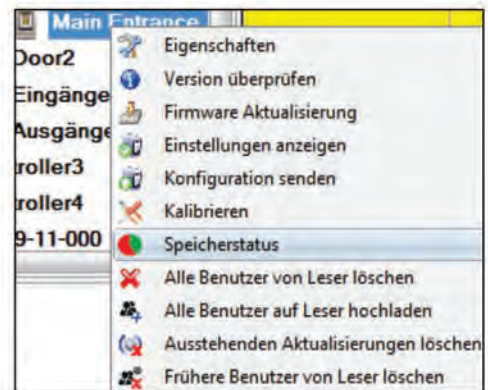 Main Entrance
Door2
Eingänge
Ausgänge
troller3
troller4
9-11-000
Eigenschaften
Version überprüfen
Firmware Aktualisierung
Einstellungen anzeigen
Konfiguration senden
Kalibrieren
Speicherstatus
Alle Benutzer von Leser löschen
Alle Benutzer auf Leser hochladen
Ausstehenden Aktualisierungen löschen
Frühere Benutzer von Leser löschen